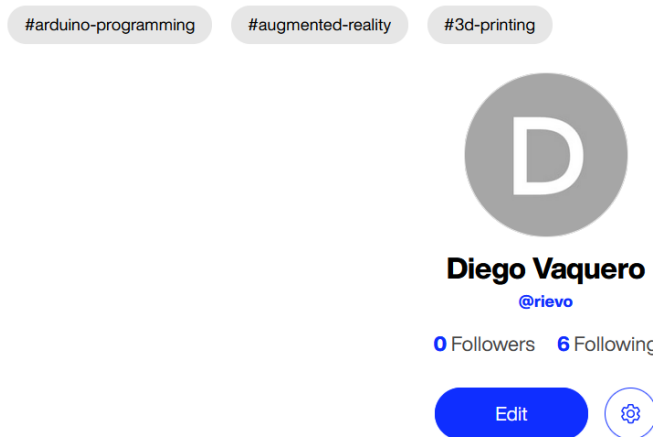 #arduino-programming #augmented-reality #3d-printing
D
Diego Vaquero
@rievo
0 Followers 6 Following
Edit